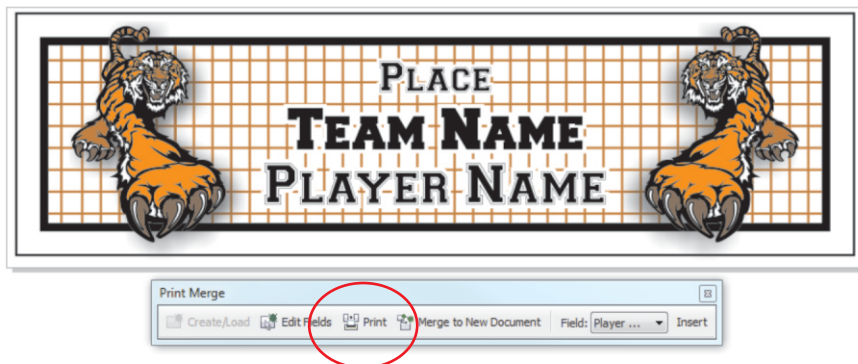 PLACE
TEAM NAME
PLAYER NAME
Print Merge
Create/Load Edit Fields Print Merge to New Document Field: Player ... Insert